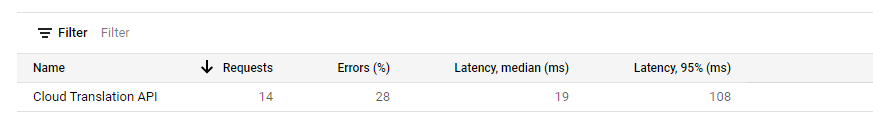 Filter Filter
Name Requests Errors (%) Latency, median (ms) Latency, 95% (ms)
Cloud Translation API 14 28 19 108